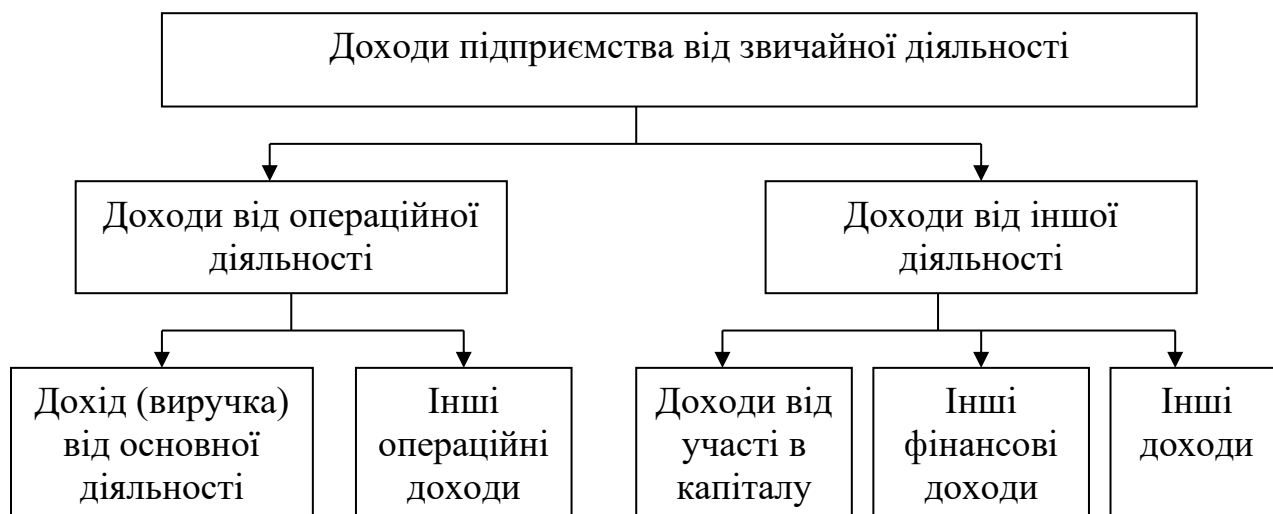 Доходи підприємства від звичайної діяльності
Доходи від операційної
діяльності
Доходи від іншої
діяльності
Дохід (виручка)
від основної
діяльності
Інші
операційні
доходи
Доходи від
участі в
капіталу
Інші
фінансові
доходи
Інші
доходи